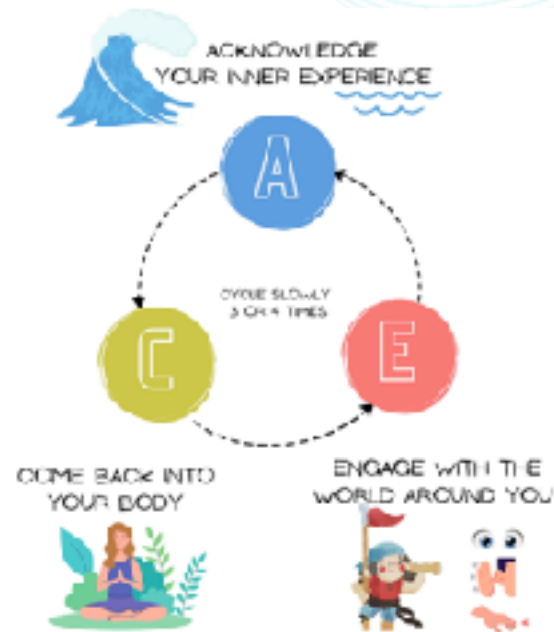 ACKNOWLEDGE
YOUR INNER EXPERIENCE
A
CYCLE SLOWLY
3 OR 4 TIMES
C
E
COME BACK INTO
YOUR BODY
ENGAGE WITH THE
WORLD AROUND YOU